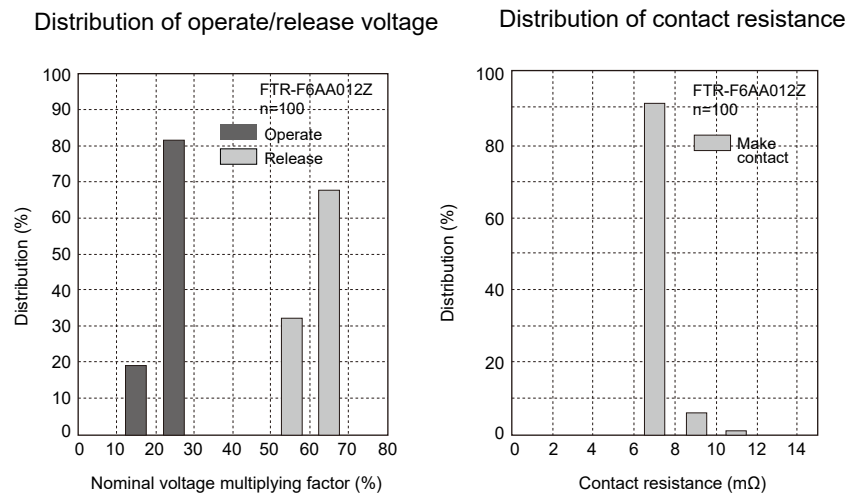 Distribution of operate/release voltage
100
90
80
70
60
50
40
30
20
10
0
Distribution (%)
FTR-F6AA012Z
n=100
Operate
Release
0 10 20 30 40 50 60 70 80
Nominal voltage multiplying factor (%)
Distribution of contact resistance
100
80
60
40
20
0
Distribution (%)
FTR-F6AA012Z
n=100
Make
contact
0 2 4 6 8 10 12 14
Contact resistance (mΩ)